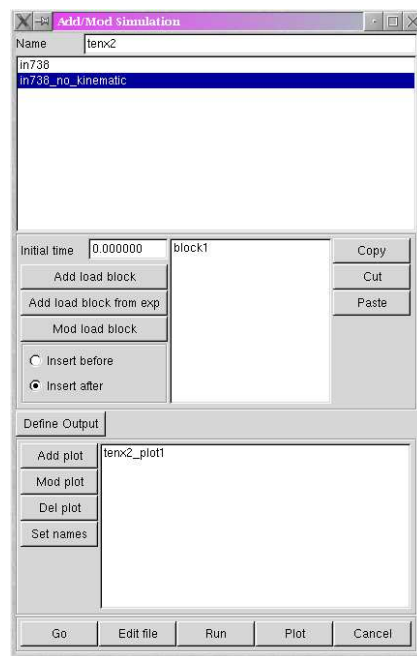 Add/Mod Simulation
Name tenx2
in738
in738_no_kinematic
Initial time 0.000000 block1 Copy
Add load block Cut
Add load block from exp Paste
Mod load block
Insert before
Insert after
Define Output
Add plot tenx2_plot1
Mod plot
Del plot
Set names
Go Edit file Run Plot Cancel